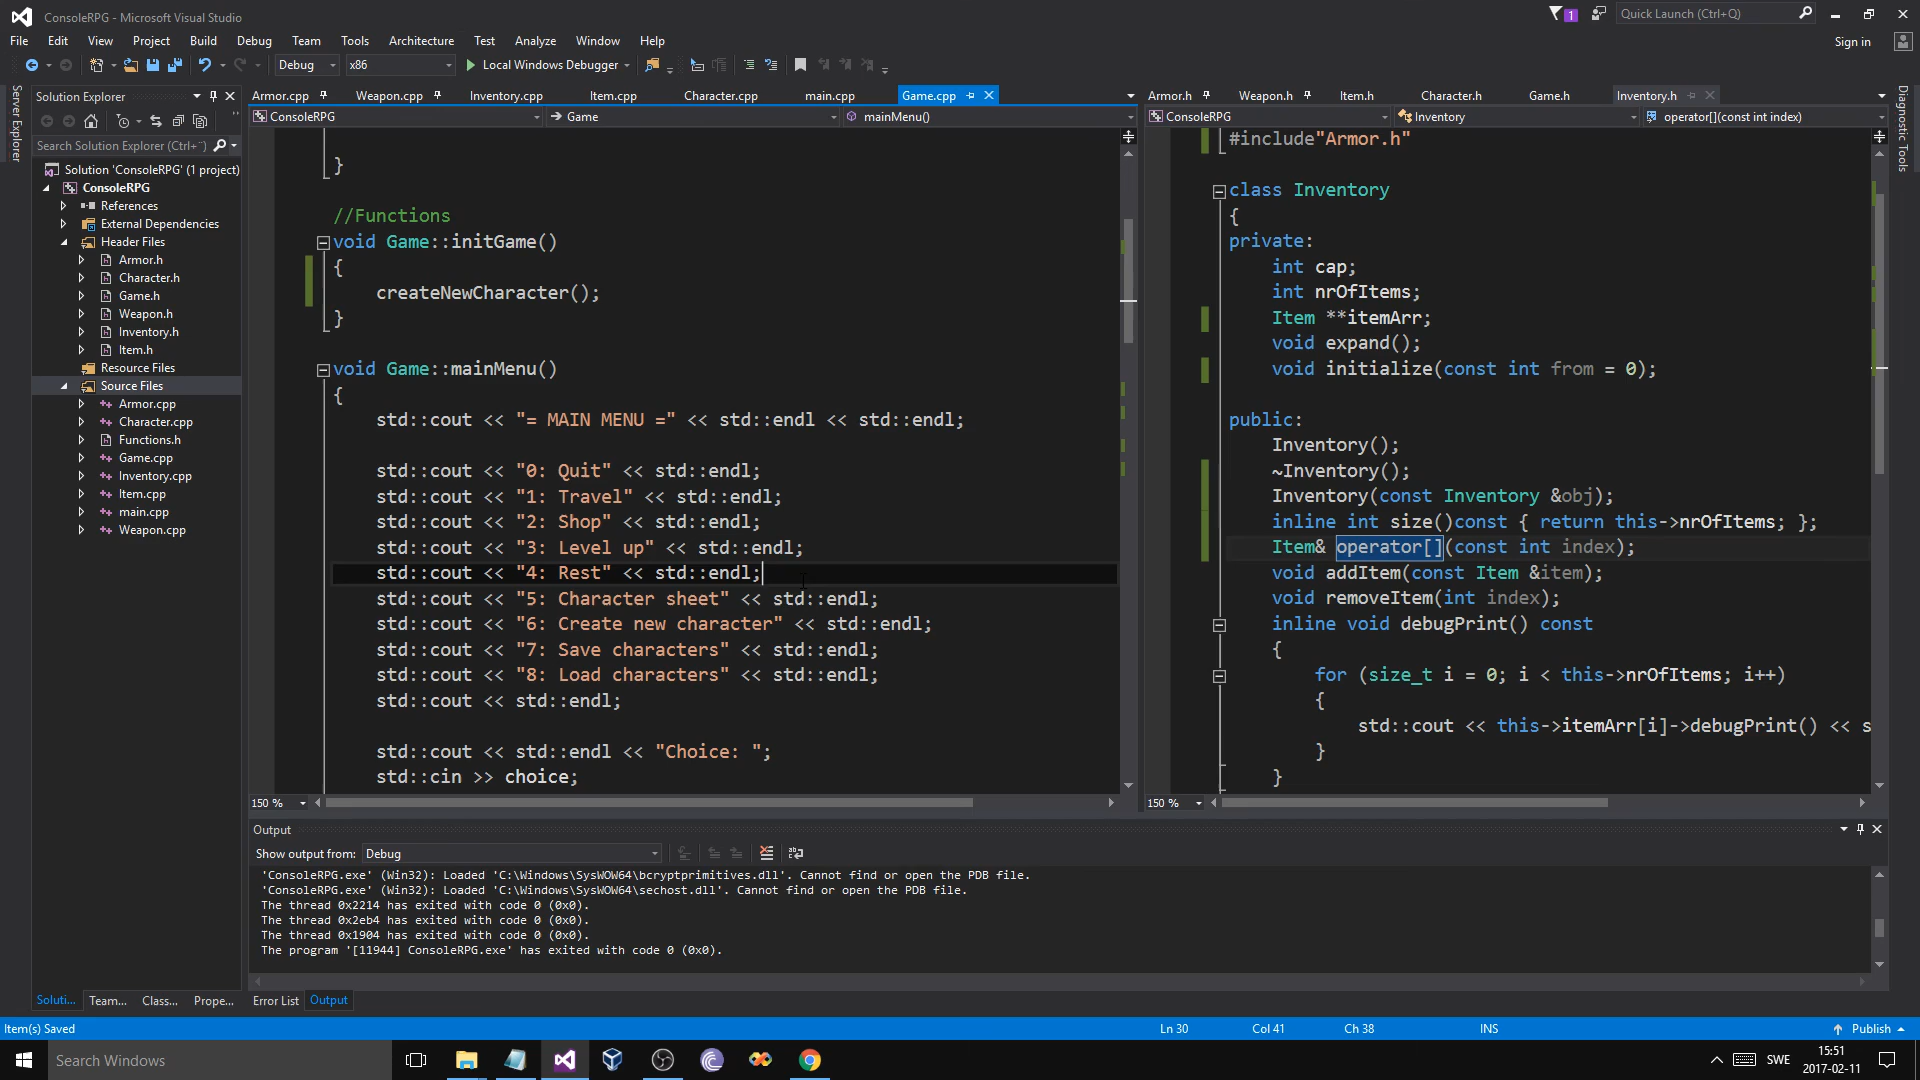 ConsoleRPG - Microsoft Visual Studio
1
Quick Launch (Ctrl+Q)
File Edit View Project Build Debug Team Tools Architecture Test Analyze Window Help
Sign in
Debug x86 Local Windows Debugger
Server Explorer
Solution Explorer
Search Solution Explorer (Ctrl+¨)
Solution 'ConsoleRPG' (1 project)
ConsoleRPG
References
External Dependencies
Header Files
Armor.h
Character.h
Game.h
Weapon.h
Inventory.h
Item.h
Resource Files
Source Files
Armor.cpp
Character.cpp
Functions.h
Game.cpp
Inventory.cpp
Item.cpp
main.cpp
Weapon.cpp
Soluti... Team... Class... Prope...
Armor.cpp Weapon.cpp Inventory.cpp Item.cpp Character.cpp main.cpp Game.cpp
ConsoleRPG Game mainMenu()
}
//Functions
void Game::initGame()
{
createNewCharacter();
}
void Game::mainMenu()
{
std::cout << "= MAIN MENU =" << std::endl << std::endl;
std::cout << "0: Quit" << std::endl;
std::cout << "1: Travel" << std::endl;
std::cout << "2: Shop" << std::endl;
std::cout << "3: Level up" << std::endl;
std::cout << "4: Rest" << std::endl;
std::cout << "5: Character sheet" << std::endl;
std::cout << "6: Create new character" << std::endl;
std::cout << "7: Save characters" << std::endl;
std::cout << "8: Load characters" << std::endl;
std::cout << std::endl;
std::cout << std::endl << "Choice: ";
std::cin >> choice;
150 %
Armor.h Weapon.h Item.h Character.h Game.h Inventory.h
ConsoleRPG Inventory operator[](const int index)
#include"Armor.h"
class Inventory
{
private:
int cap;
int nrOfItems;
Item **itemArr;
void expand();
void initialize(const int from = 0);
public:
Inventory();
~Inventory();
Inventory(const Inventory &obj);
inline int size()const { return this->nrOfItems; };
Item& operator[](const int index);
void addItem(const Item &item);
void removeItem(int index);
inline void debugPrint() const
{
for (size_t i = 0; i < this->nrOfItems; i++)
{
std::cout << this->itemArr[i]->debugPrint() << s
}
}
150 %
Diagnostic Tools
Output
Show output from: Debug
'ConsoleRPG.exe' (Win32): Loaded 'C:\Windows\SysWOW64\bcryptprimitives.dll'. Cannot find or open the PDB file.
'ConsoleRPG.exe' (Win32): Loaded 'C:\Windows\SysWOW64\sechost.dll'. Cannot find or open the PDB file.
The thread 0x2214 has exited with code 0 (0x0).
The thread 0x2eb4 has exited with code 0 (0x0).
The thread 0x1904 has exited with code 0 (0x0).
The program '[11944] ConsoleRPG.exe' has exited with code 0 (0x0).
Error List Output
Item(s) Saved Ln 30 Col 41 Ch 38 INS Publish
Search Windows
SWE
15:51
2017-02-11